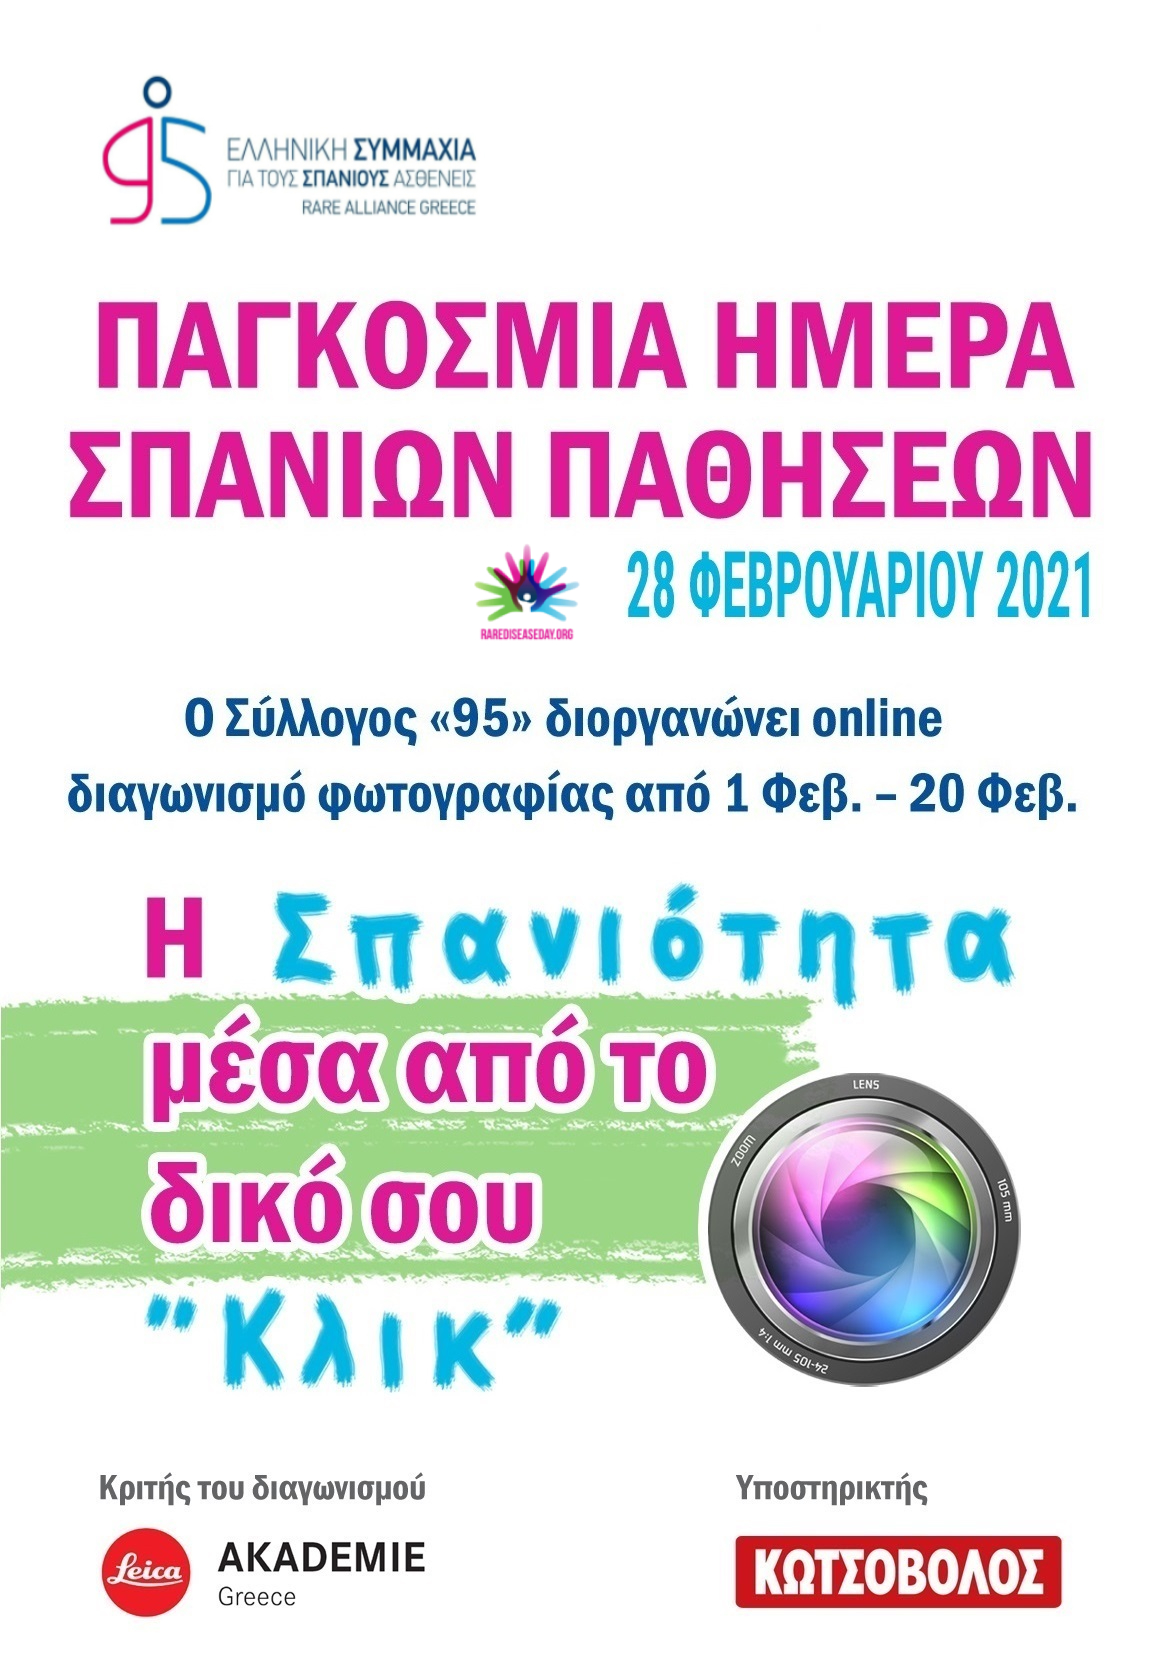 95
ΕΛΛΗΝΙΚΗ ΣΥΜΜΑΧΙΑ
ΓΙΑ ΤΟΥΣ ΣΠΑΝΙΟΥΣ ΑΣΘΕΝΕΙΣ
RARE ALLIANCE GREECE
ΠΑΓΚΟΣΜΙΑ ΗΜΕΡΑ
ΣΠΑΝΙΩΝ ΠΑΘΗΣΕΩΝ
28 ΦΕΒΡΟΥΑΡΙΟΥ 2021
RAREDISEASEDAY.ORG
Ο Σύλλογος «95» διοργανώνει online
διαγωνισμό φωτογραφίας από 1 Φεβ. – 20 Φεβ.
Η Σπανιότητα
μέσα από το
δικό σου
"Κλικ"
LENS
zoom
105 mm
24-105 mm 1:4
Κριτής του διαγωνισμού
Leica
AKADEMIE
Greece
Υποστηρικτής
ΚΩΤΣΟΒΟΛΟΣ